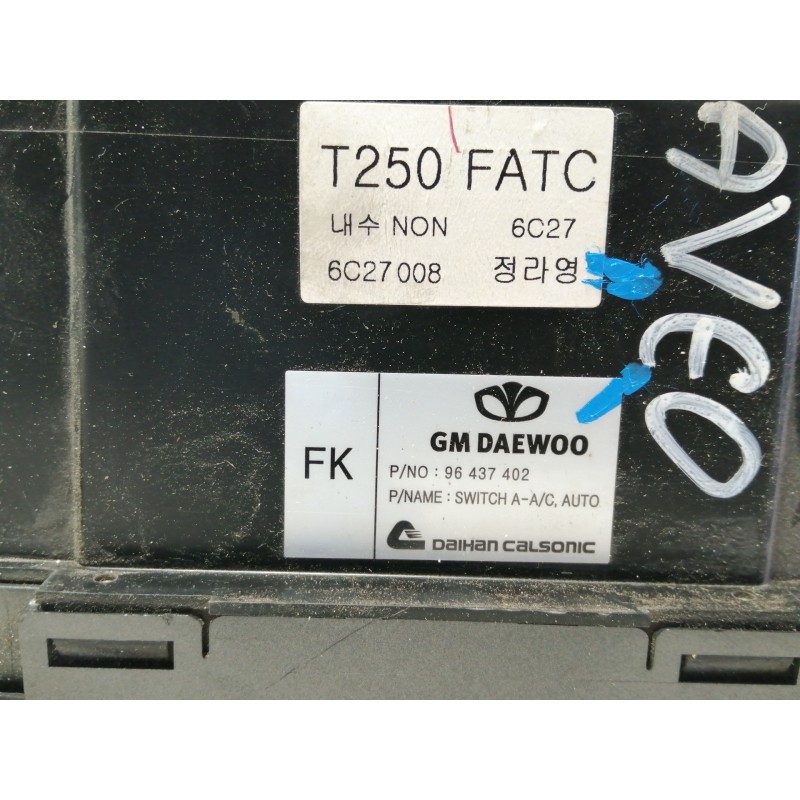 T250 FATC
내수 NON 6C27
6C27008 정라영
AVEO
FK
GM DAEWOO
P/NO : 96 437 402
P/NAME : SWITCH A-A/C, AUTO
DAIHAN CALSONIC